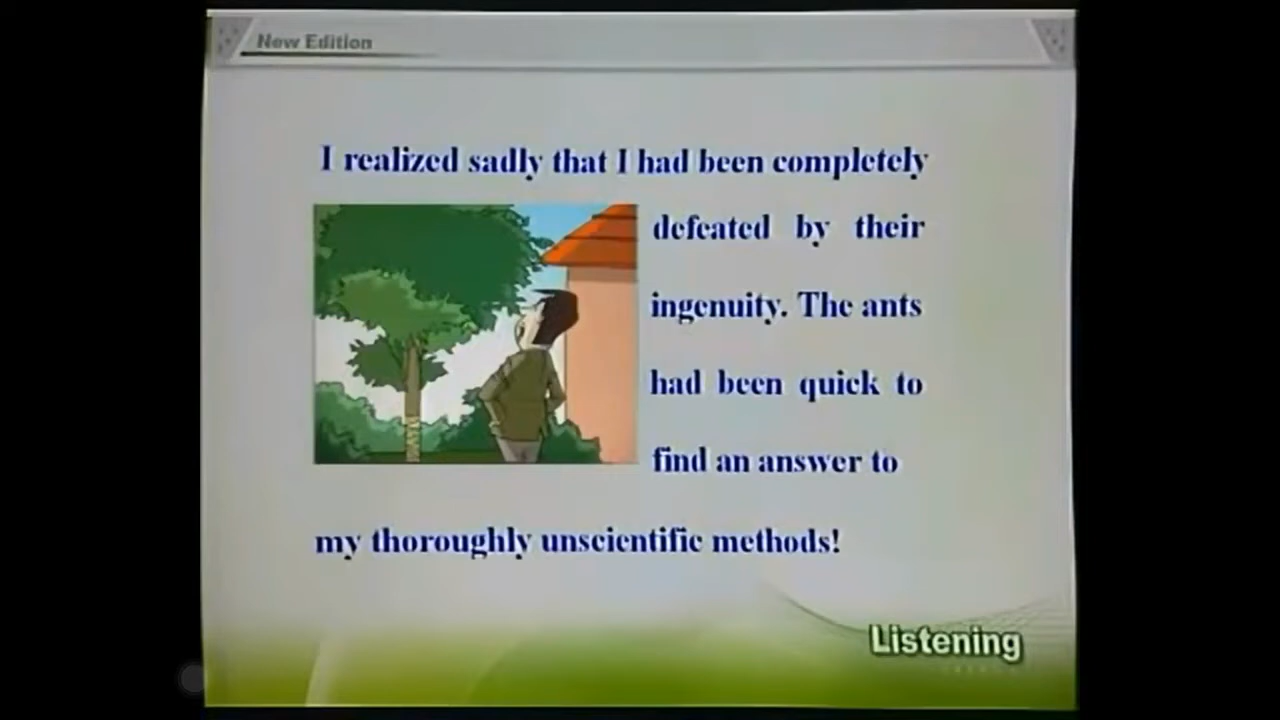 New Edition
I realized sadly that I had been completely
defeated by their
ingenuity. The ants
had been quick to
find an answer to
my thoroughly unscientific methods!
Listening